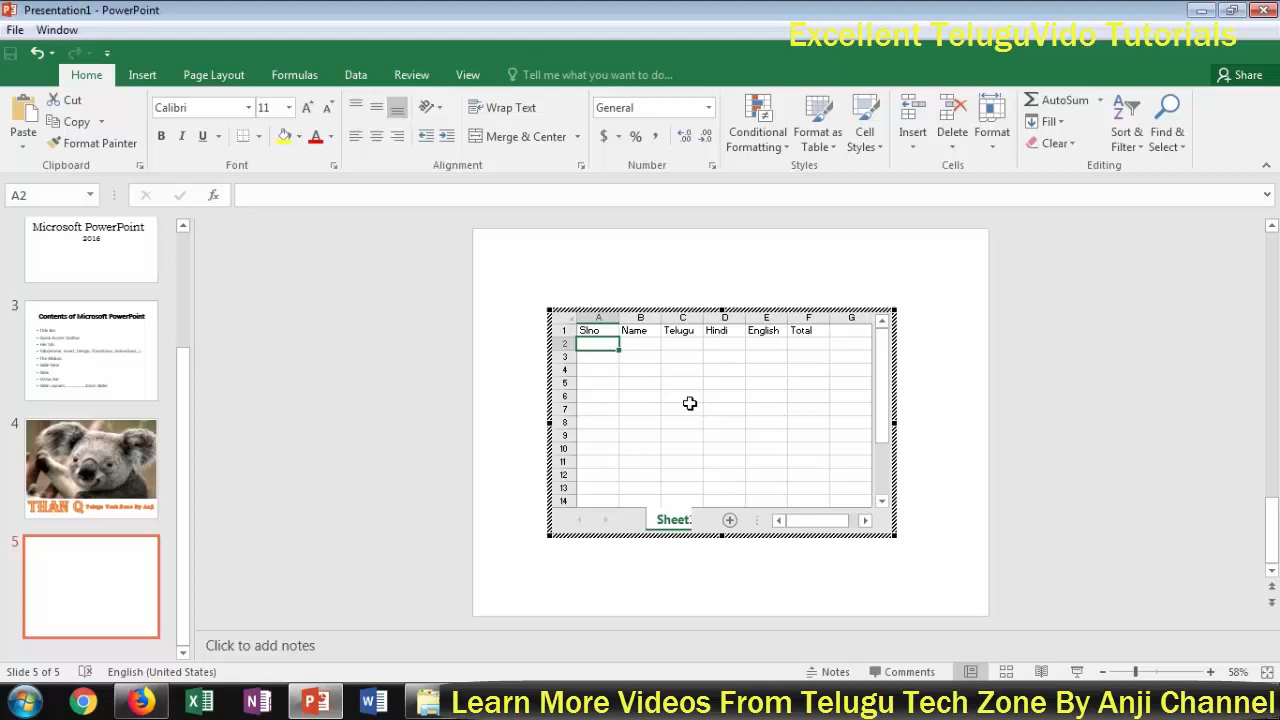 Presentation1 - PowerPoint
File Window
Excellent TeluguVido Tutorials
Home Insert Page Layout Formulas Data Review View Tell me what you want to do... Share
Paste
Cut
Copy
Format Painter
Calibri 11
B I U A
Wrap Text
Merge & Center
General
$ % ,
Conditional Formatting
Format as Table
Cell Styles
Insert
Delete
Format
AutoSum
Fill
Clear
Sort & Filter
Find & Select
Clipboard Font Alignment Number Styles Cells Editing
A2 fx
Microsoft PowerPoint
2016
3
Contents of Microsoft PowerPoint
4
THAN Q Telugu Tech Zone By Anji
5
A B C D E F G
1 Slno Name Telugu Hindi English Total
2
3
4
5
6
7
8
9
10
11
12
13
14
Sheet
Click to add notes
Slide 5 of 5 English (United States) Notes Comments 58%
Learn More Videos From Telugu Tech Zone By Anji Channel